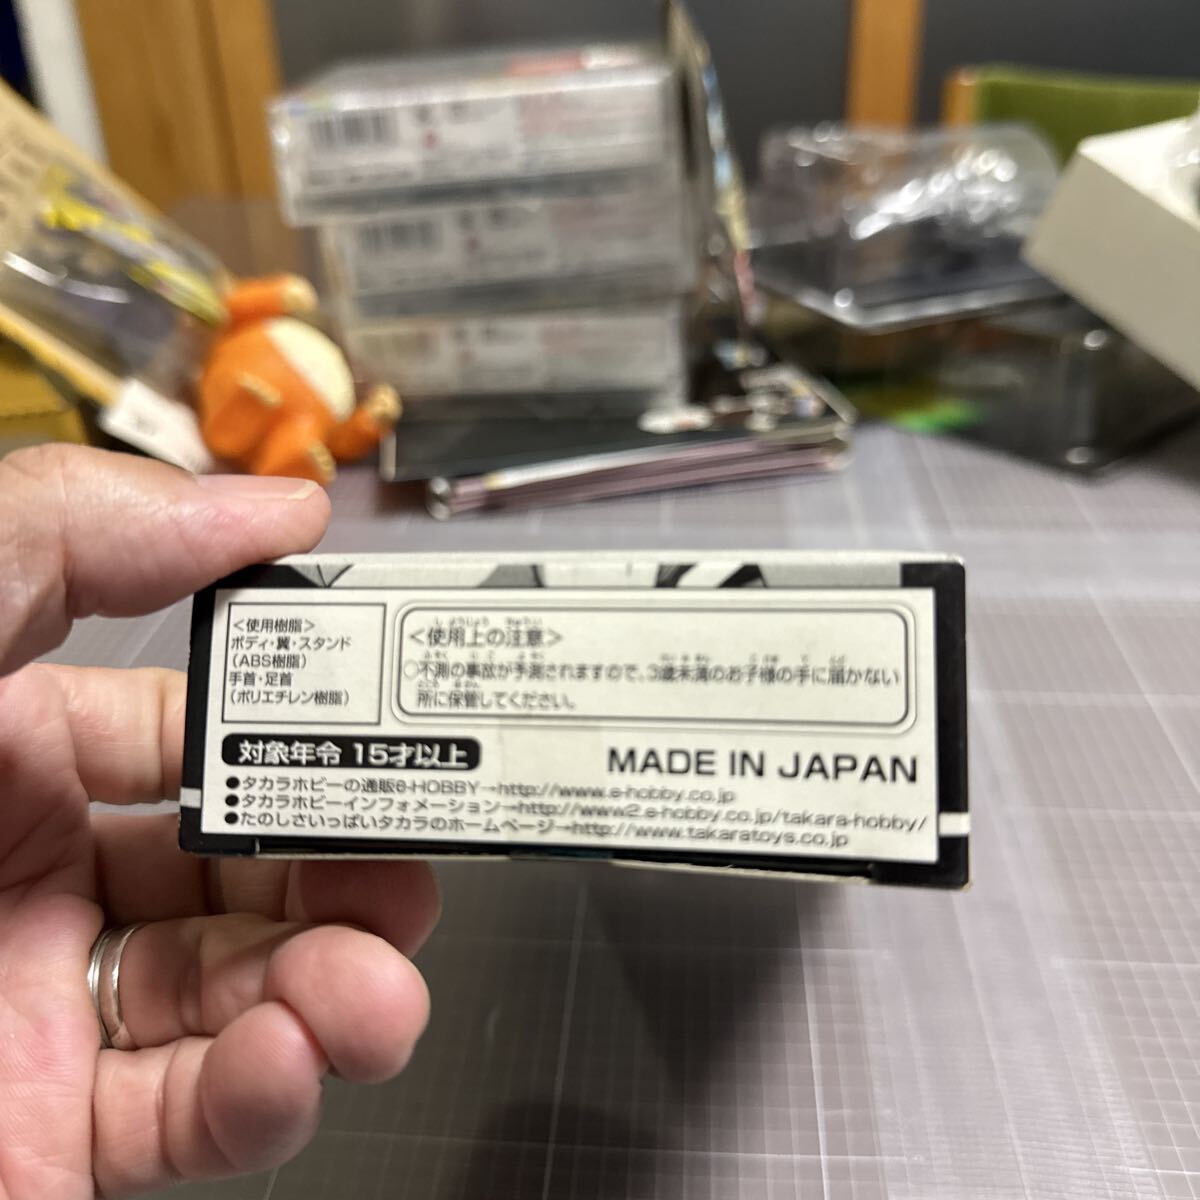 <使用樹脂>
ボディ・翼・スタンド
(ABS樹脂)
手首・足首
(ポリエチレン樹脂)
<使用上の注意>
○不測の事故が予測されますので、3歳未満のお子様の手に届かない
所に保管してください。
対象年令 15才以上
MADE IN JAPAN
●タカラホビーの通販e-HOBBY→http://www.e-hobby.co.jp
●タカラホビーインフォメーション→http://www2.e-hobby.co.jp/takara-hobby/
●たのしさいっぱいタカラのホームページ→http://www.takaratoys.co.jp